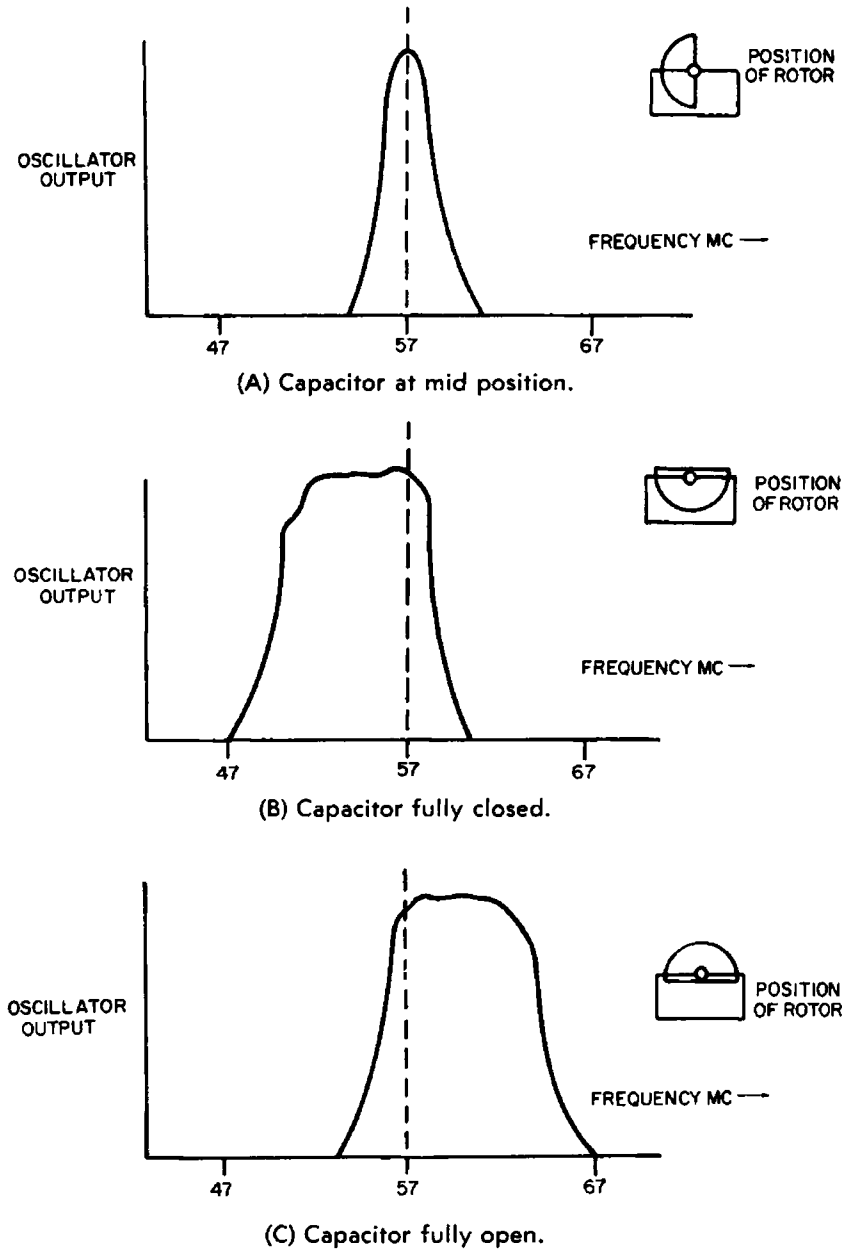 POSITION
OF ROTOR
OSCILLATOR
OUTPUT
FREQUENCY MC →
47 57 67
(A) Capacitor at mid position.
POSITION
OF ROTOR
OSCILLATOR
OUTPUT
FREQUENCY MC →
47 57 67
(B) Capacitor fully closed.
POSITION
OF ROTOR
OSCILLATOR
OUTPUT
FREQUENCY MC →
47 57 67
(C) Capacitor fully open.